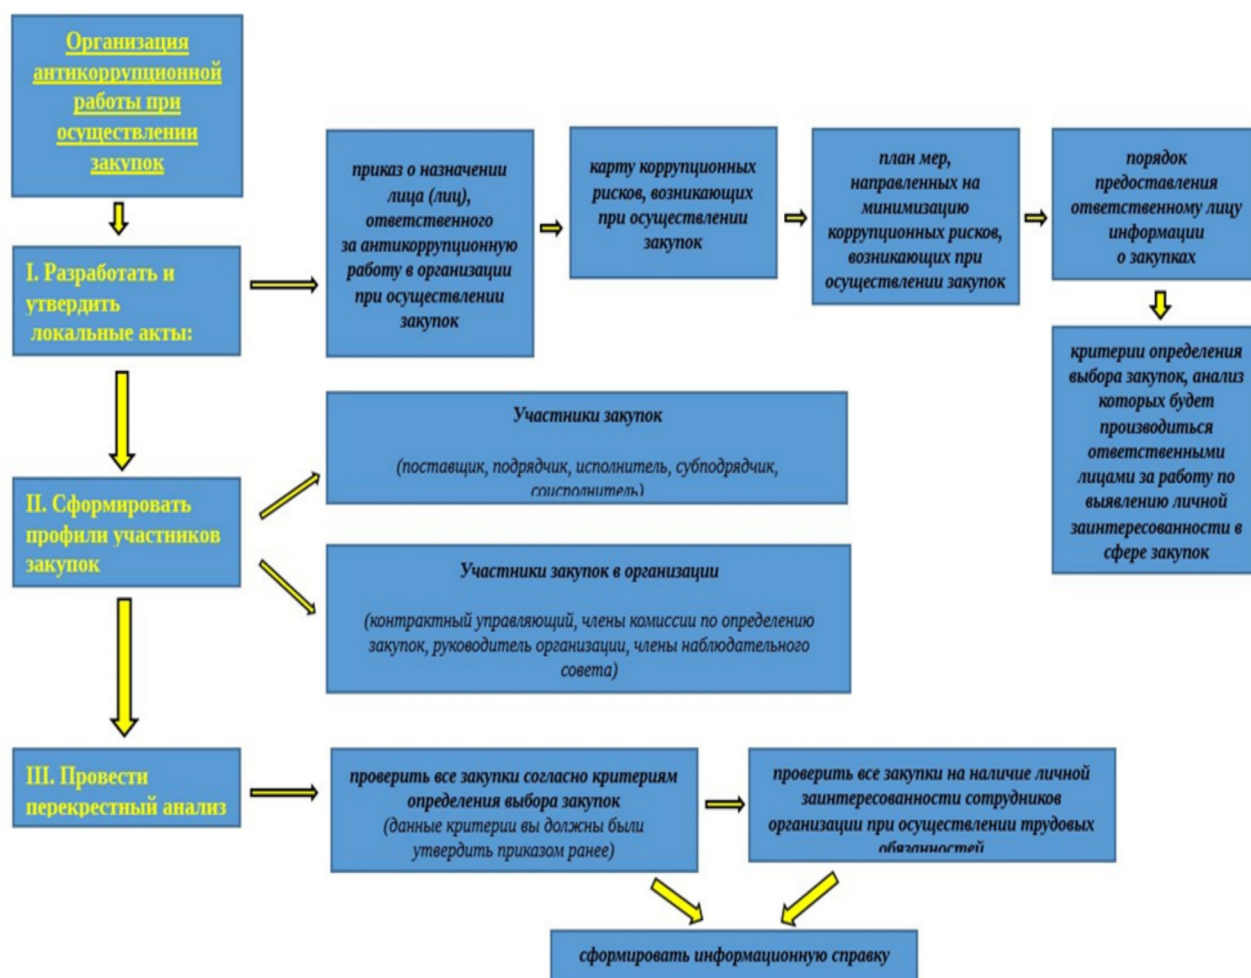 Организация
антикоррупционной
работы при
осуществлении
закупок
I. Разработать и
утвердить
локальные акты:
приказ о назначении
лица (лиц),
ответственного
за антикоррупционную
работу в организации
при осуществлении
закупок
карту коррупционных
рисков, возникающих
при осуществлении
закупок
план мер,
направленных на
минимизацию
коррупционных рисков,
возникающих при
осуществлении закупок
порядок
предоставления
ответственному лицу
информации
о закупках
критерии определения
выбора закупок, анализ
которых будет
производиться
ответственными
лицами за работу по
выявлению личной
заинтересованности в
сфере закупок
II. Сформировать
профили участников
закупок
Участники закупок
(поставщик, подрядчик, исполнитель, субподрядчик,
соисполнитель)
Участники закупок в организации
(контрактный управляющий, члены комиссии по определению
закупок, руководитель организации, члены наблюдательного
совета)
III. Провести
перекрестный анализ
проверить все закупки согласно критериям
определения выбора закупок
(данные критерии вы должны были
утвердить приказом ранее)
проверить все закупки на наличие личной
заинтересованности сотрудников
организации при осуществлении трудовых
обязанностей
сформировать информационную справку